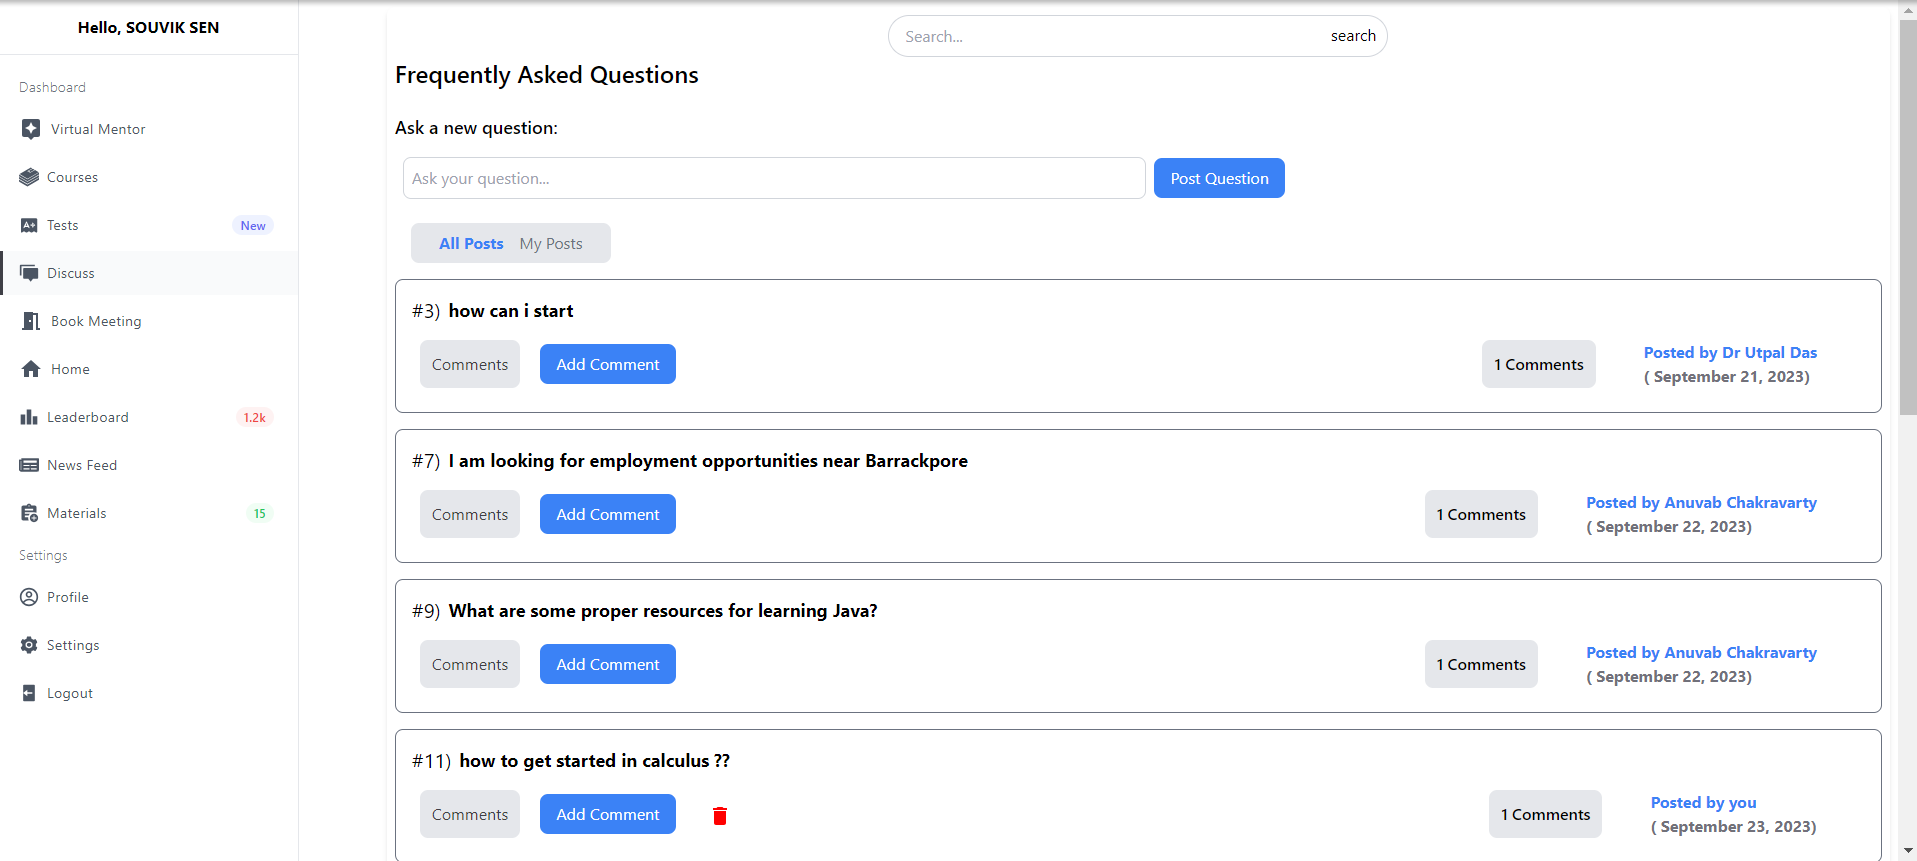 Hello, SOUVIK SEN
Dashboard
Virtual Mentor
Courses
Tests
New
Discuss
Book Meeting
Home
Leaderboard
1.2k
News Feed
Materials
15
Settings
Profile
Settings
Logout
Search...
search
Frequently Asked Questions
Ask a new question:
Ask your question...
Post Question
All Posts
My Posts
#3) how can i start
Comments
Add Comment
1 Comments
Posted by Dr Utpal Das
( September 21, 2023)
#7) I am looking for employment opportunities near Barrackpore
Comments
Add Comment
1 Comments
Posted by Anuvab Chakravarty
( September 22, 2023)
#9) What are some proper resources for learning Java?
Comments
Add Comment
1 Comments
Posted by Anuvab Chakravarty
( September 22, 2023)
#11) how to get started in calculus ??
Comments
Add Comment
1 Comments
Posted by you
( September 23, 2023)